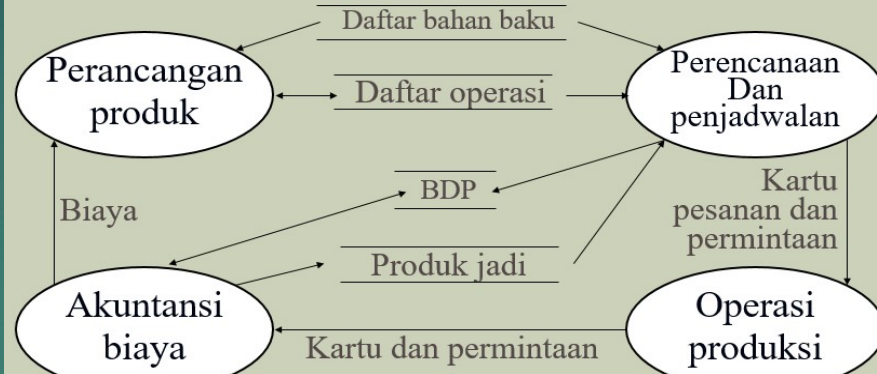 Daftar bahan baku
Perancangan
produk
Daftar operasi
Perencanaan
Dan
penjadwalan
BDP
Biaya
Kartu
pesanan dan
permintaan
Produk jadi
Akuntansi
biaya
Kartu dan permintaan
Operasi
produksi